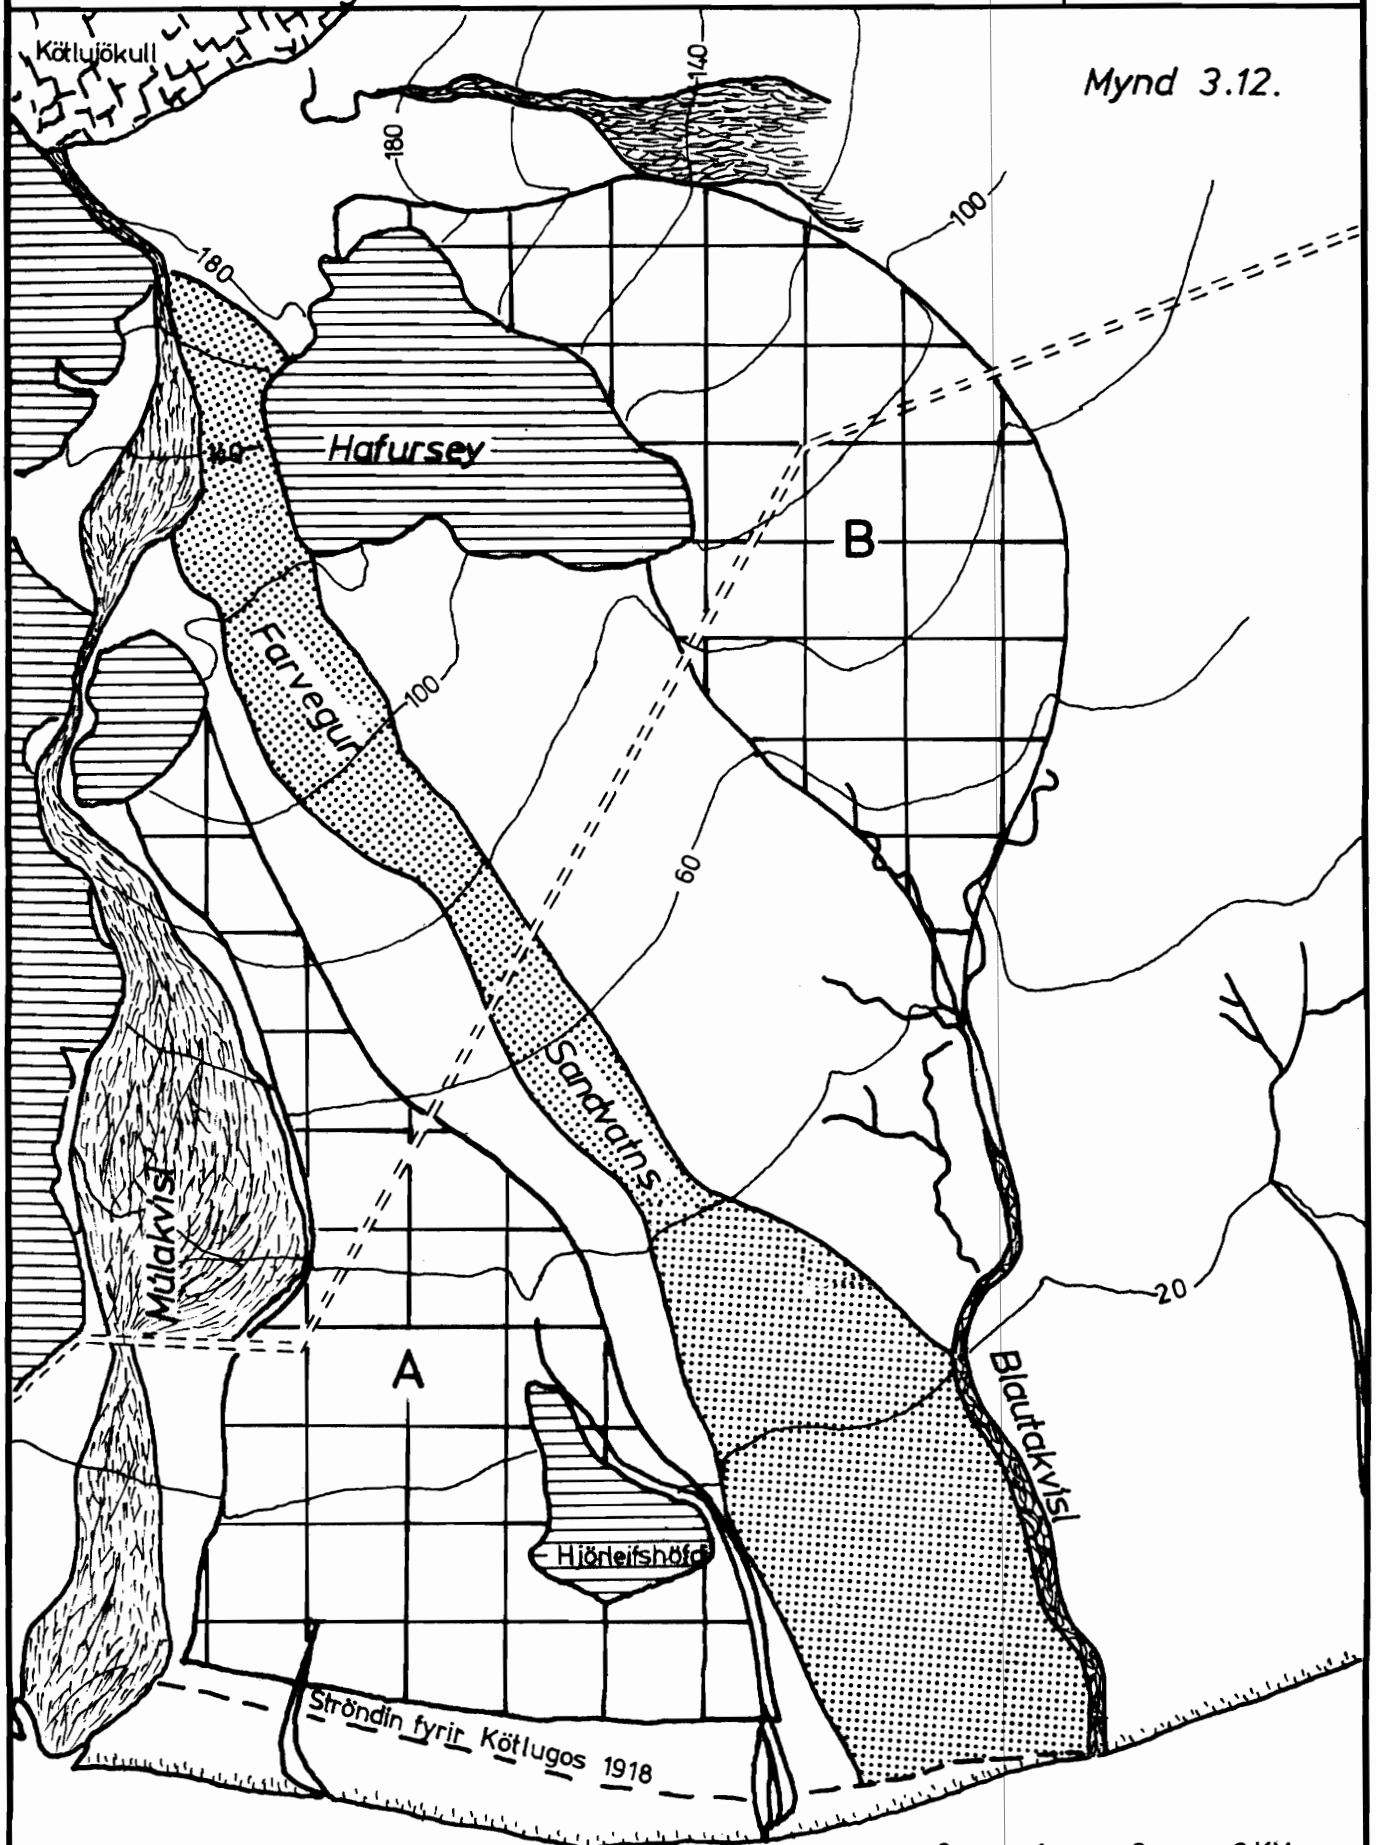 Kötlujökull
Mynd 3.12.
140
180
100
180
140
Hafursey
B
Farvegur
100
60
Sandvatns
Múlakvísl
20
A
Blautakvísl
Hjörleifshöfði
Ströndin fyrir Kötlugos 1918